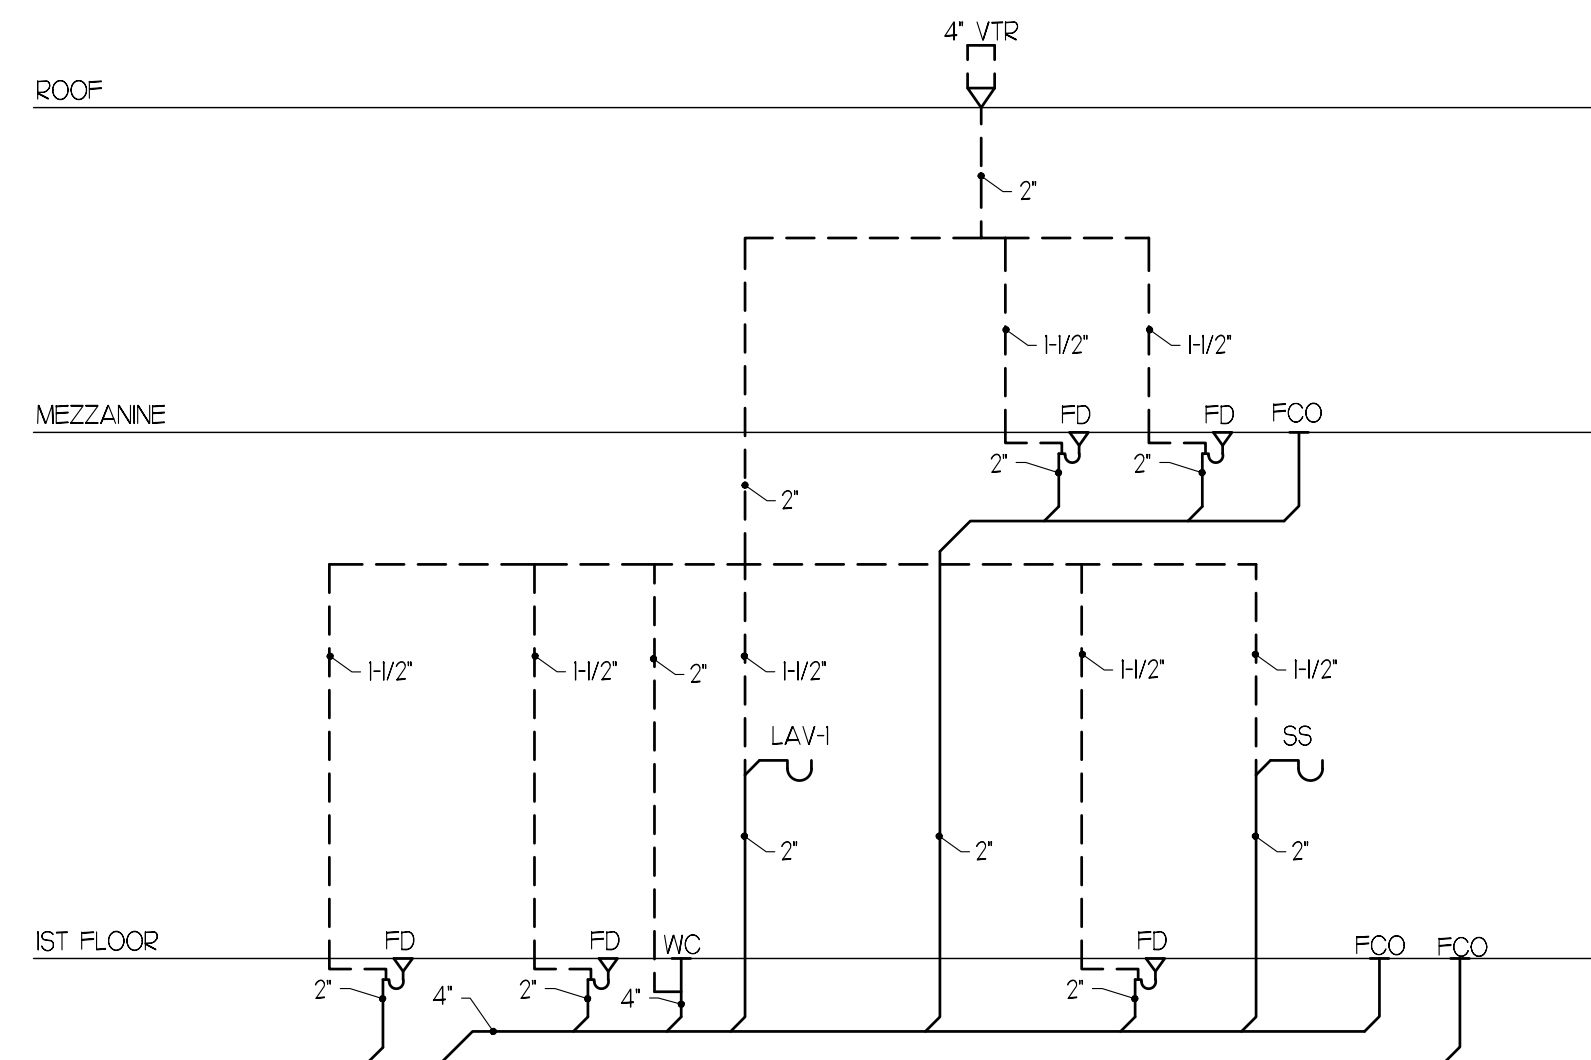 4" VTR
ROOF
2"
1-1/2" 1-1/2"
MEZZANINE FD FD FCO
2" 2"
2"
1-1/2" 1-1/2" 2" 1-1/2" 1-1/2" 1-1/2"
LAV-1 SS
2" 2" 2"
1ST FLOOR FD FD WC FD FCO FCO
2" 4" 2" 4" 2"